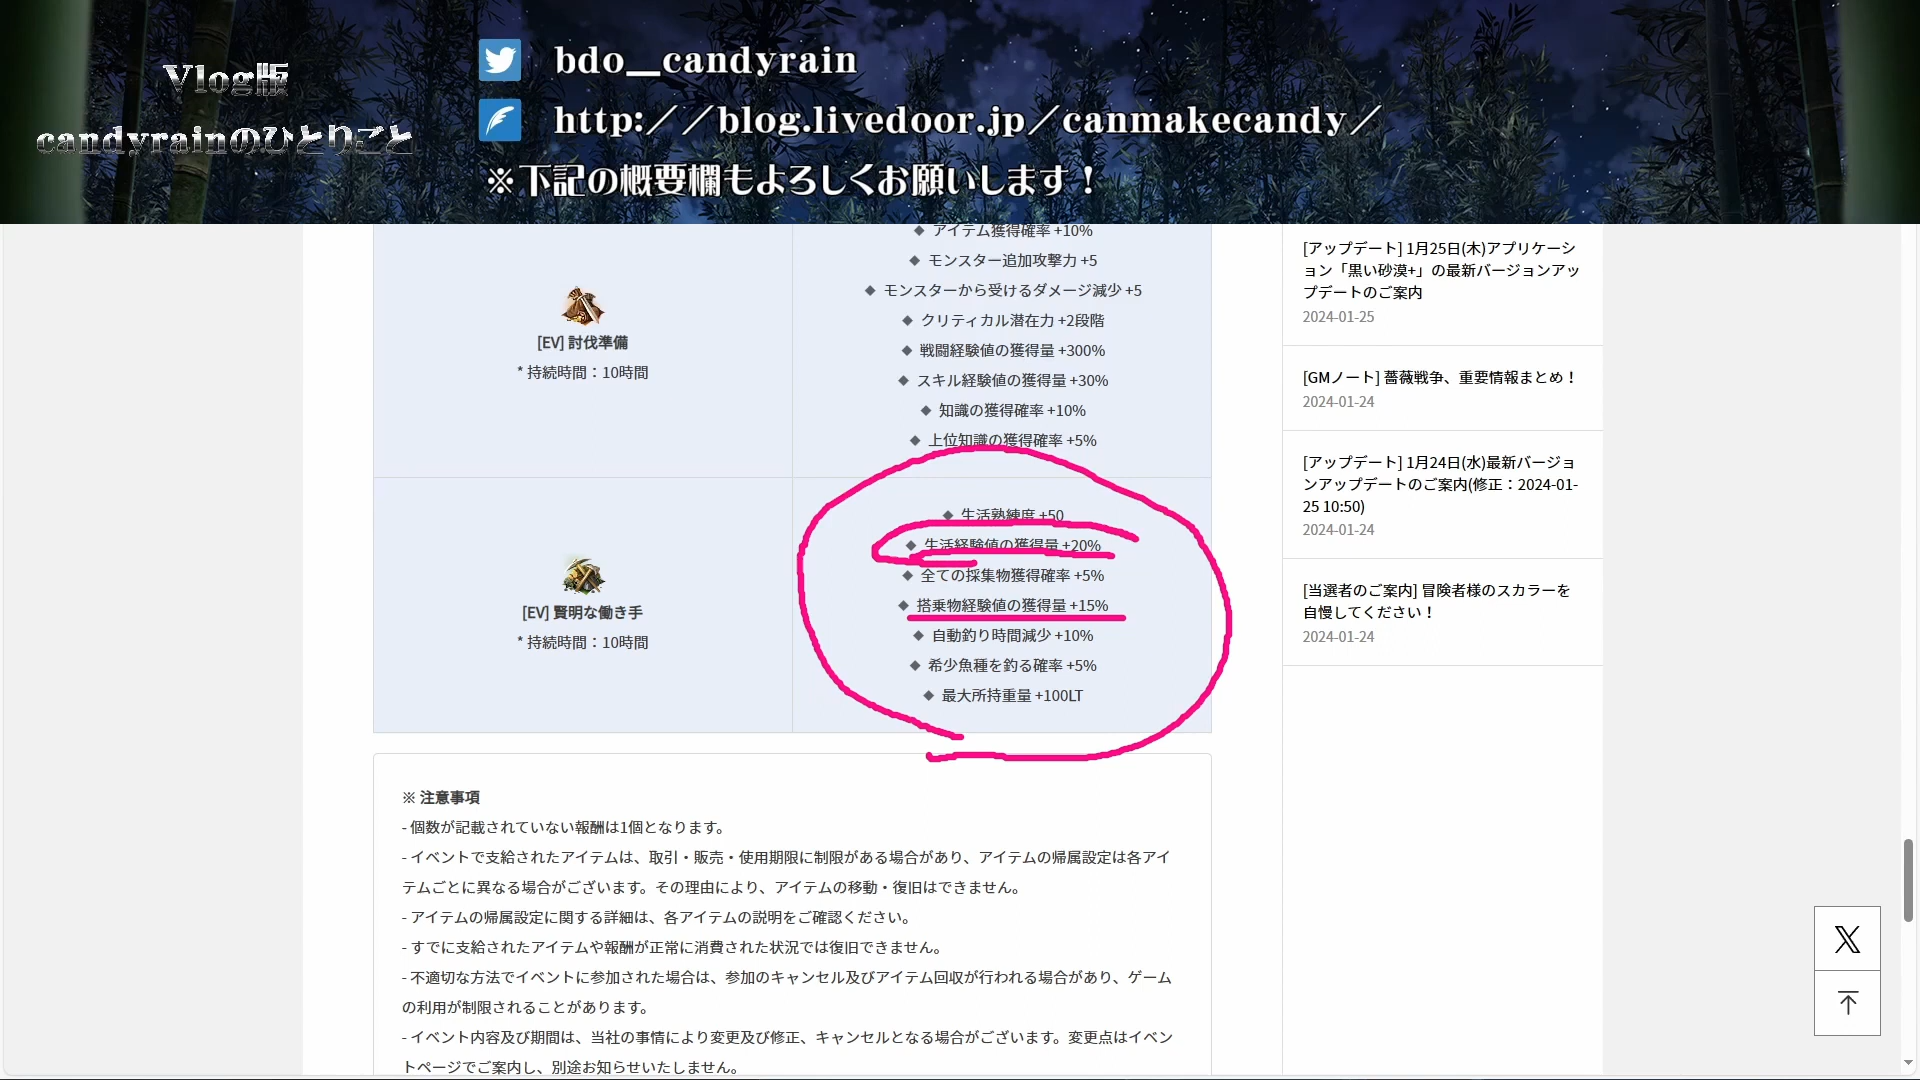 Vlog版
candyrainのひとりごと
bdo__candyrain
http://blog.livedoor.jp/canmakecandy/
※下記の概要欄もよろしくお願いします！
◆ アイテム獲得確率 +10%
◆ モンスター追加攻撃力 +5
◆ モンスターから受けるダメージ減少 +5
◆ クリティカル潜在力 +2段階
◆ 戦闘経験値の獲得量 +300%
◆ スキル経験値の獲得量 +30%
◆ 知識の獲得確率 +10%
◆ 上位知識の獲得確率 +5%
[EV] 討伐準備
* 持続時間：10時間
◆ 生活熟練度 +50
◆ 生活経験値の獲得量 +20%
◆ 全ての採集物獲得確率 +5%
◆ 搭乗物経験値の獲得量 +15%
◆ 自動釣り時間減少 +10%
◆ 希少魚種を釣る確率 +5%
◆ 最大所持重量 +100LT
[EV] 賢明な働き手
* 持続時間：10時間
※ 注意事項
- 個数が記載されていない報酬は1個となります。
- イベントで支給されたアイテムは、取引・販売・使用期限に制限がある場合があり、アイテムの帰属設定は各アイ
テムごとに異なる場合がございます。その理由により、アイテムの移動・復旧はできません。
- アイテムの帰属設定に関する詳細は、各アイテムの説明をご確認ください。
- すでに支給されたアイテムや報酬が正常に消費された状況では復旧できません。
- 不適切な方法でイベントに参加された場合は、参加のキャンセル及びアイテム回収が行われる場合があり、ゲーム
の利用が制限されることがあります。
- イベント内容及び期間は、当社の事情により変更及び修正、キャンセルとなる場合がございます。変更点はイベン
トページでご案内し、別途お知らせいたしません。
[アップデート] 1月25日(木)アプリケーシ
ョン「黒い砂漠+」の最新バージョンアッ
プデートのご案内
2024-01-25
[GMノート] 薔薇戦争、重要情報まとめ！
2024-01-24
[アップデート] 1月24日(水)最新バージョ
ンアップデートのご案内(修正：2024-01-
25 10:50)
2024-01-24
[当選者のご案内] 冒険者様のスカラーを
自慢してください！
2024-01-24